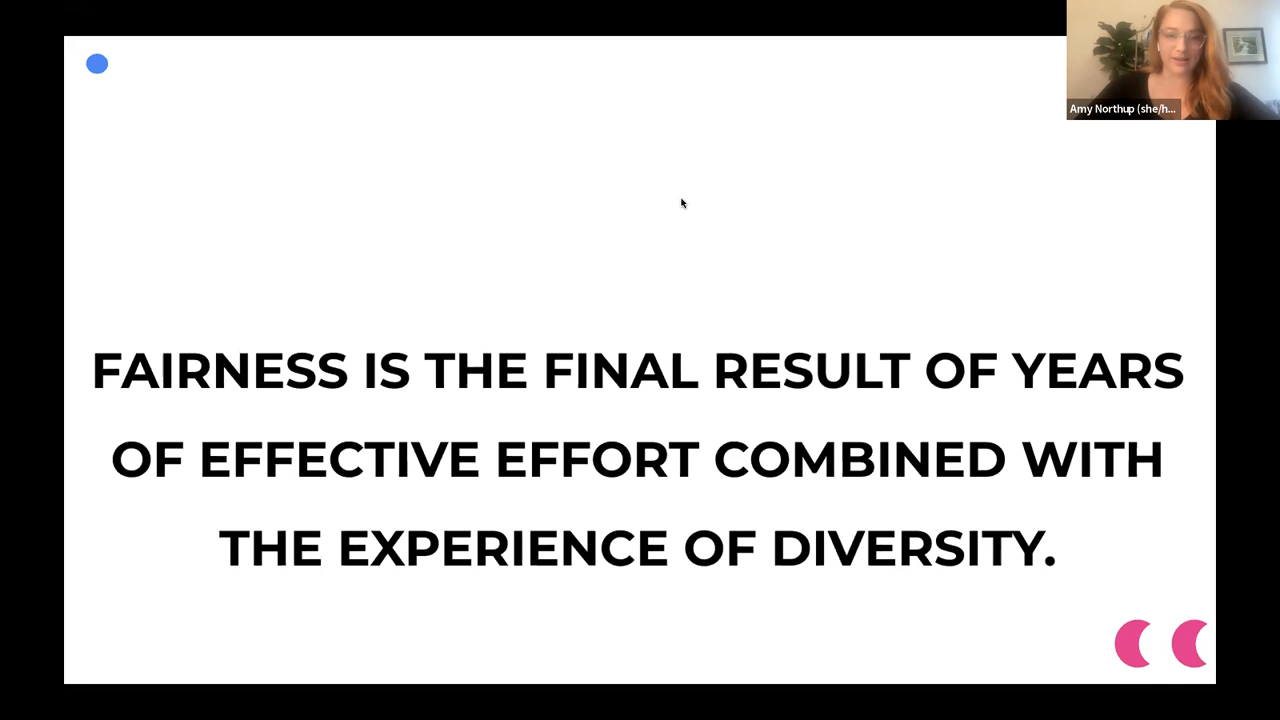 Amy Northup (she/h...
FAIRNESS IS THE FINAL RESULT OF YEARS
OF EFFECTIVE EFFORT COMBINED WITH
THE EXPERIENCE OF DIVERSITY.